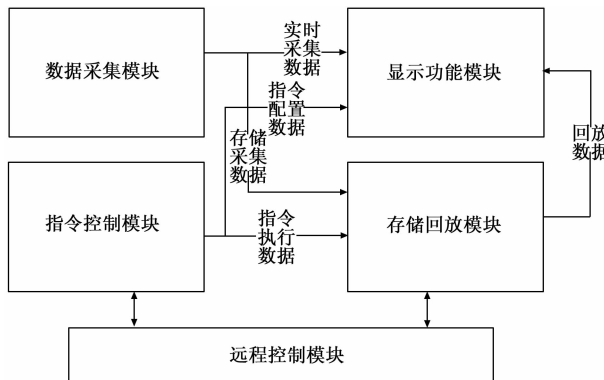 数据采集模块
实时
采集
数据
显示功能模块
指令
配置
数据
存储
采集
数据
回放
数据
指令控制模块
指令
执行
数据
存储回放模块
远程控制模块